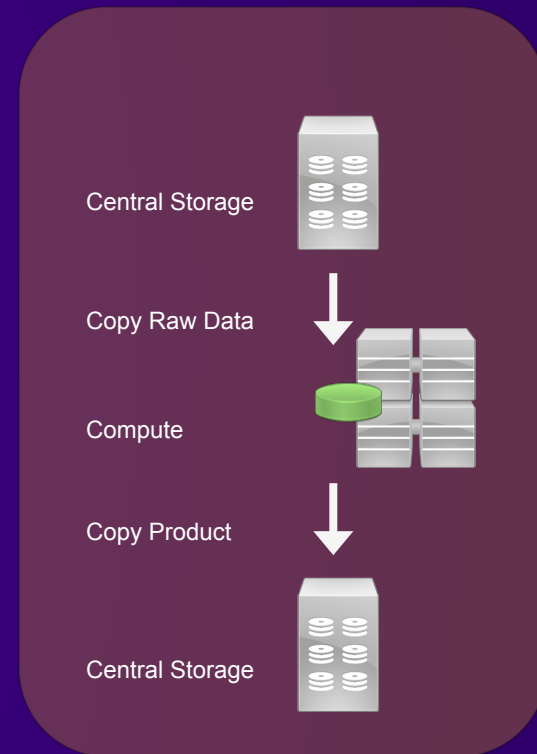 Central Storage
Copy Raw Data
Compute
Copy Product
Central Storage